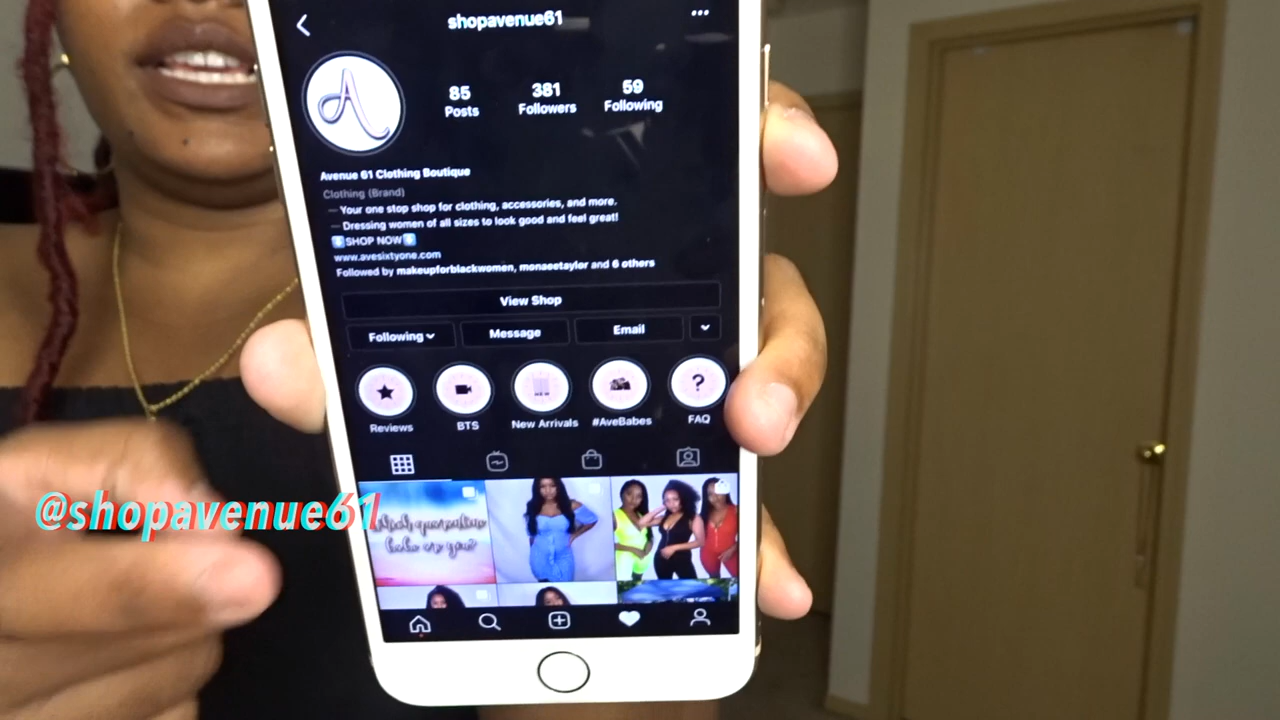 shopavenue61
85
Posts
381
Followers
59
Following
Avenue 61 Clothing Boutique
Clothing (Brand)
— Your one stop shop for clothing, accessories, and more.
— Dressing women of all sizes to look good and feel great!
SHOP NOW
www.avesixtyone.com
Followed by makeupforblackwomen, monaeetaylor and 6 others
View Shop
Following
Message
Email
Reviews
BTS
New Arrivals
#AveBabes
? FAQ
@shopavenue61
quarantine